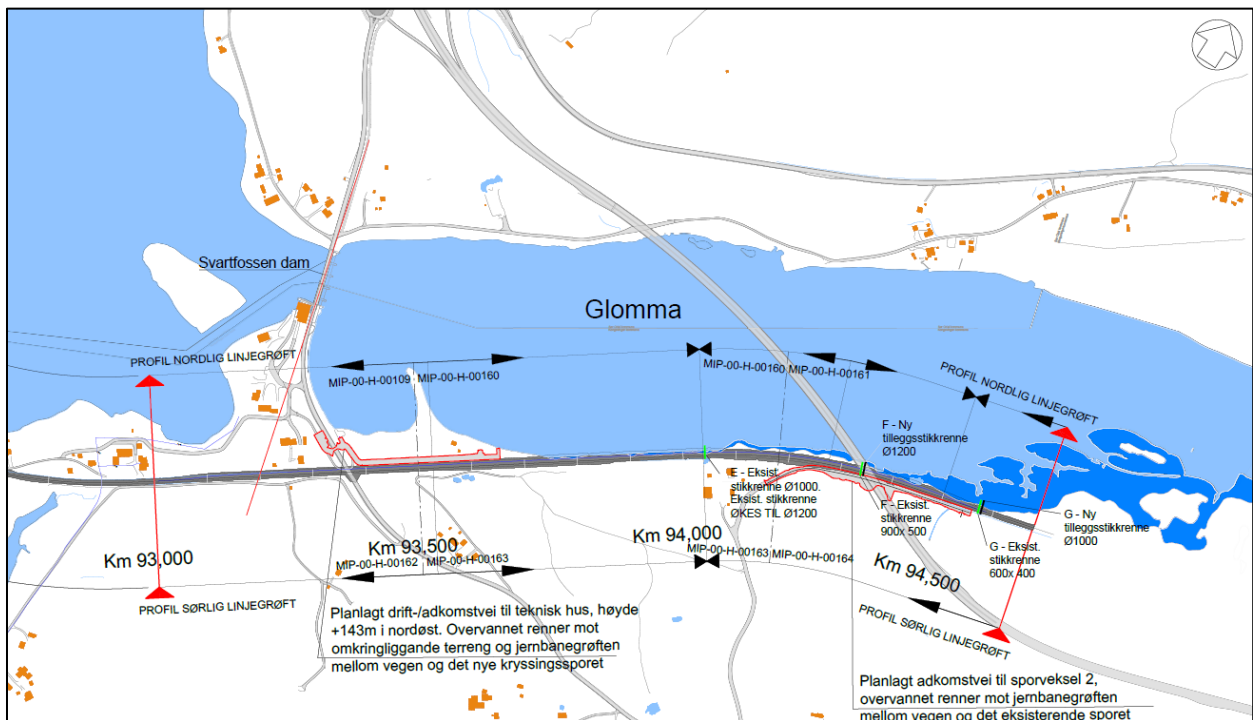 Svartfossen dam
Glomma
PROFIL NORDLIG LINJEGRØFT
MIP-00-H-00109
MIP-00-H-00160
MIP-00-H-00160
MIP-00-H-00161
PROFIL NORDLIG LINJEGRØFT
F - Ny
tilleggsstikkrenne
Ø1200
E - Eksist.
stikkrenne Ø1000.
Eksist. stikkrenne
ØKES TIL Ø1200
F - Eksist.
stikkrenne
900x 500
G - Ny
tilleggsstikkrenne
Ø1000
G - Eksist.
stikkrenne
600x 400
Km 93,000
Km 93,500
Km 94,000
Km 94,500
MIP-00-H-00162
MIP-00-H-00163
MIP-00-H-00163
MIP-00-H-00164
PROFIL SØRLIG LINJEGRØFT
PROFIL SØRLIG LINJEGRØFT
Planlagt drift-/adkomstvei til teknisk hus, høyde
+143m i nordøst. Overvannet renner mot
omkringliggande terreng og jernbanegrøften
mellom vegen og det nye kryssingssporet
Planlagt adkomstvei til sporveksel 2,
overvannet renner mot jernbanegrøften
mellom vegen og det eksisterende sporet